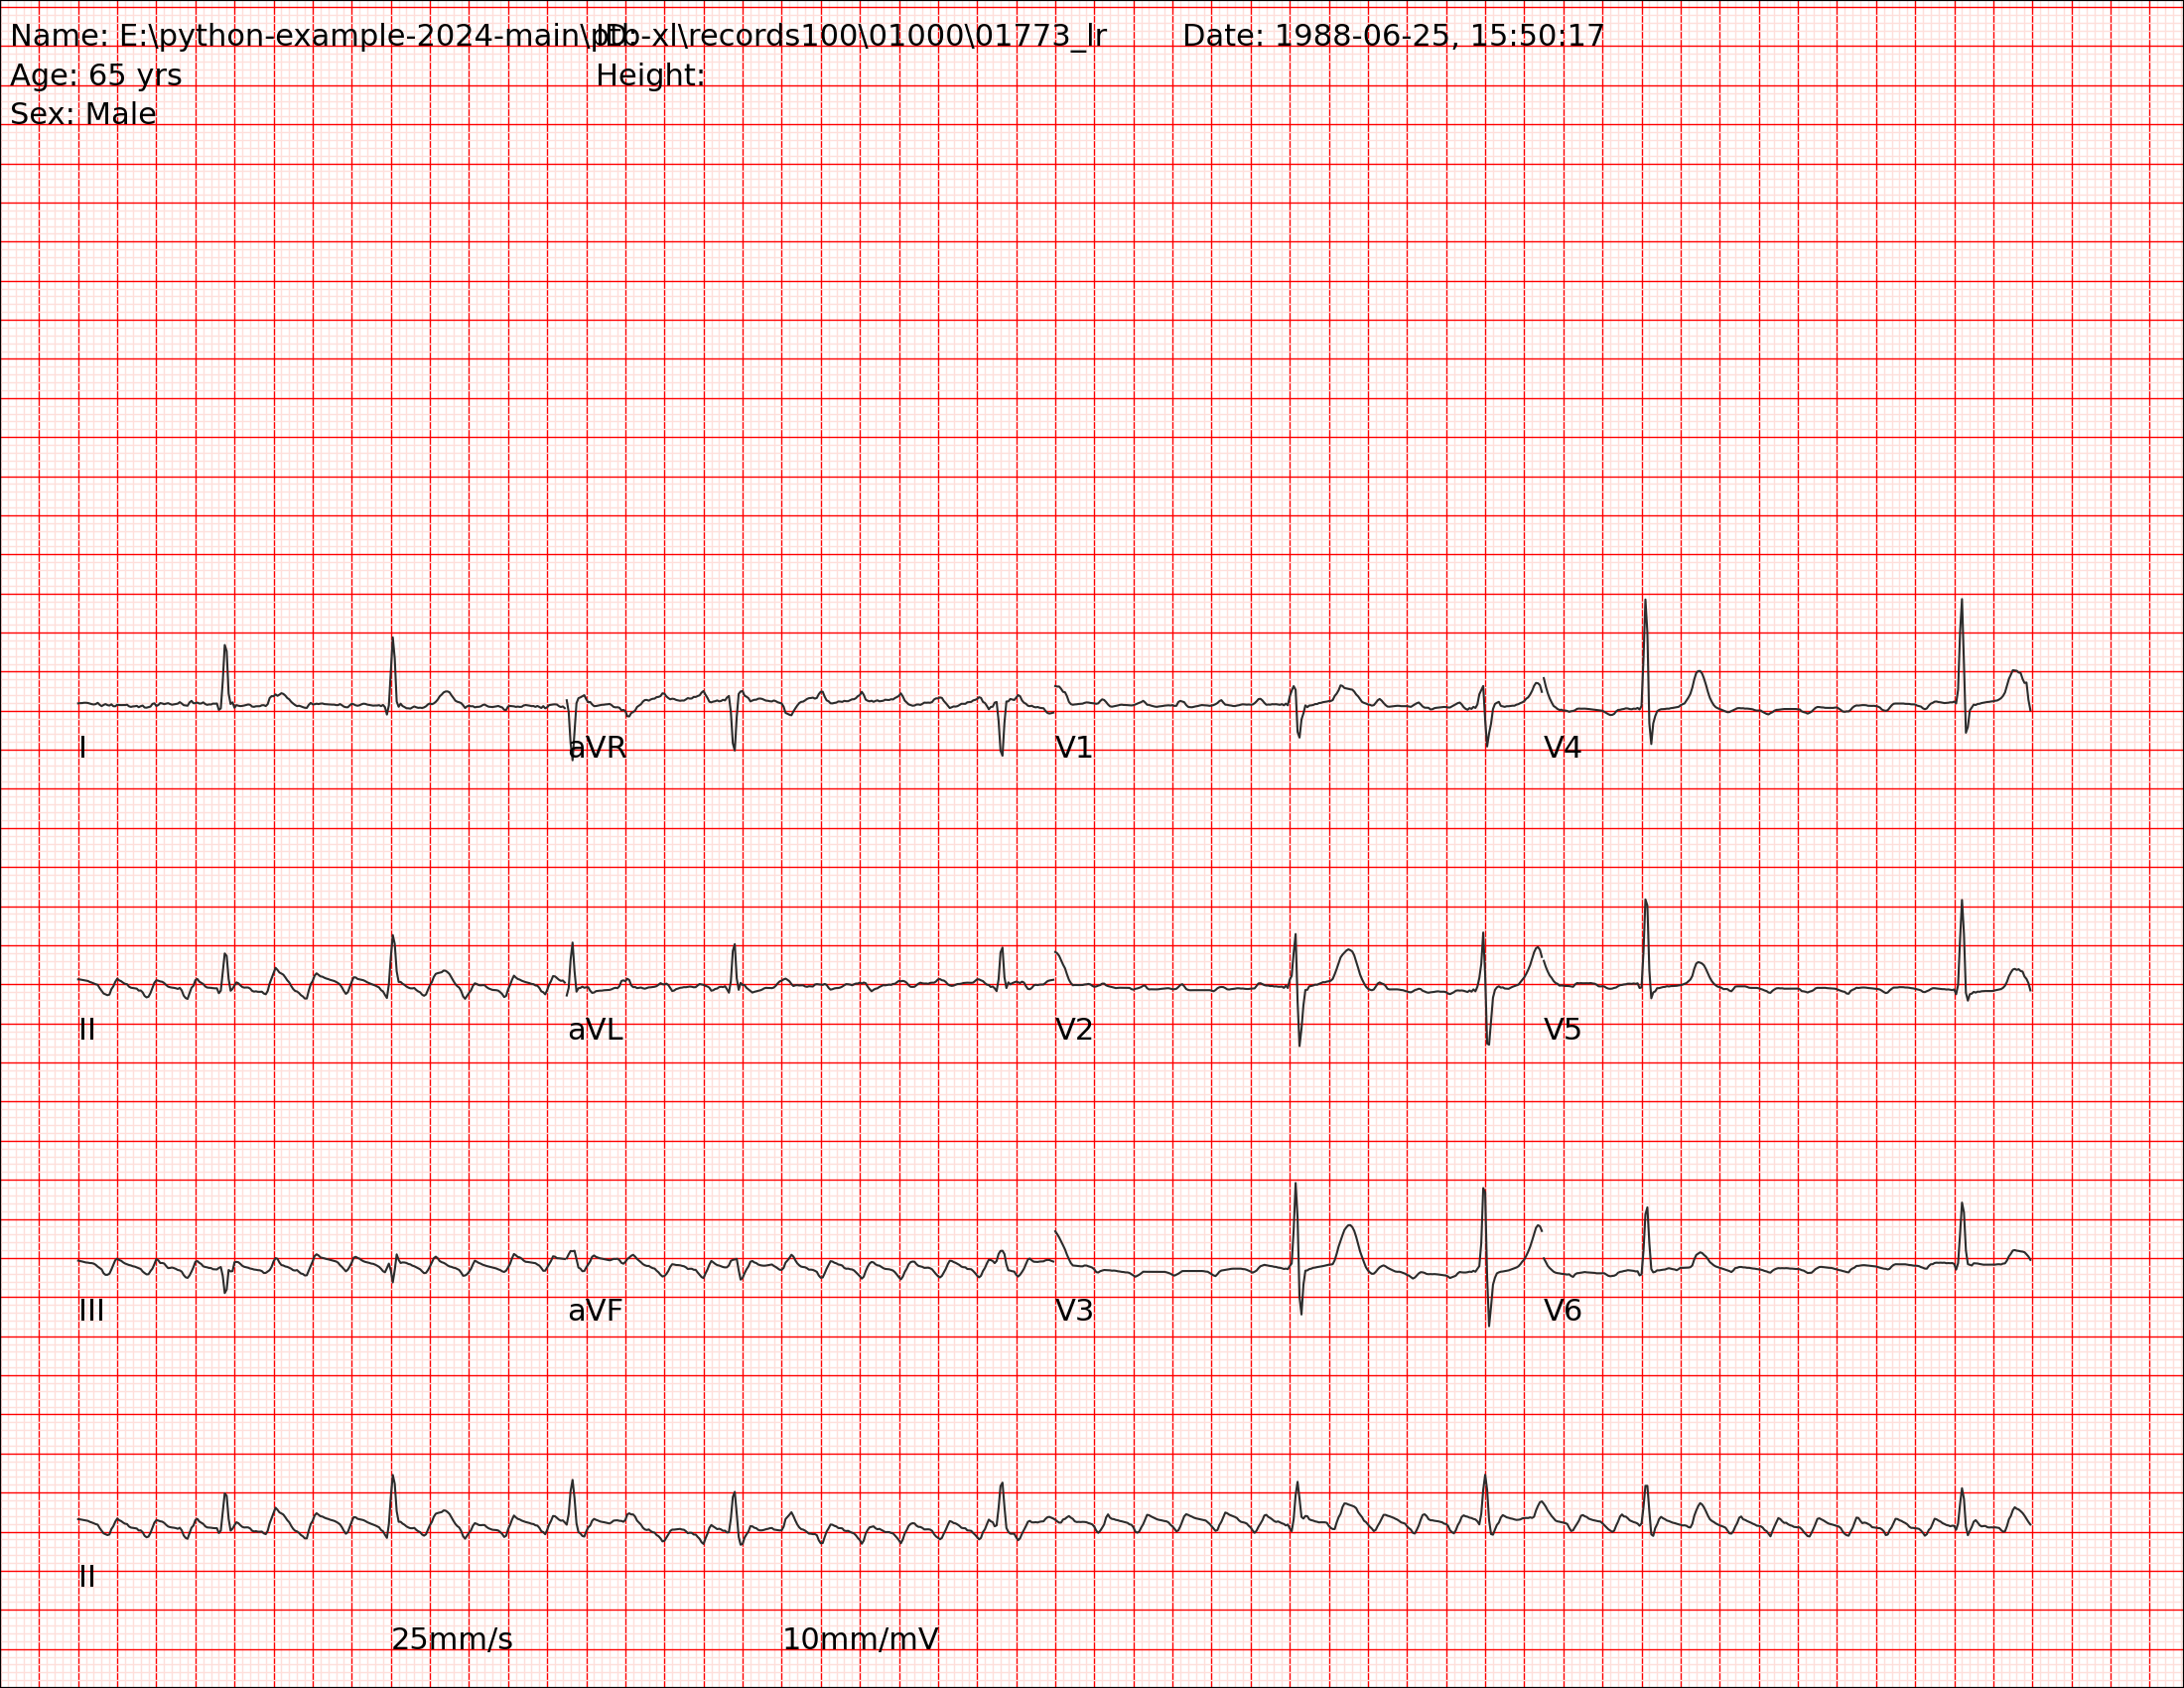 Name: E:\python-example-2024-main\ptb-xl\records100\01000\01773_lr ID: Date: 1988-06-25, 15:50:17
Age: 65 yrs Height:
Sex: Male
I aVR V1 V4
II aVL V2 V5
III aVF V3 V6
II
25mm/s 10mm/mV